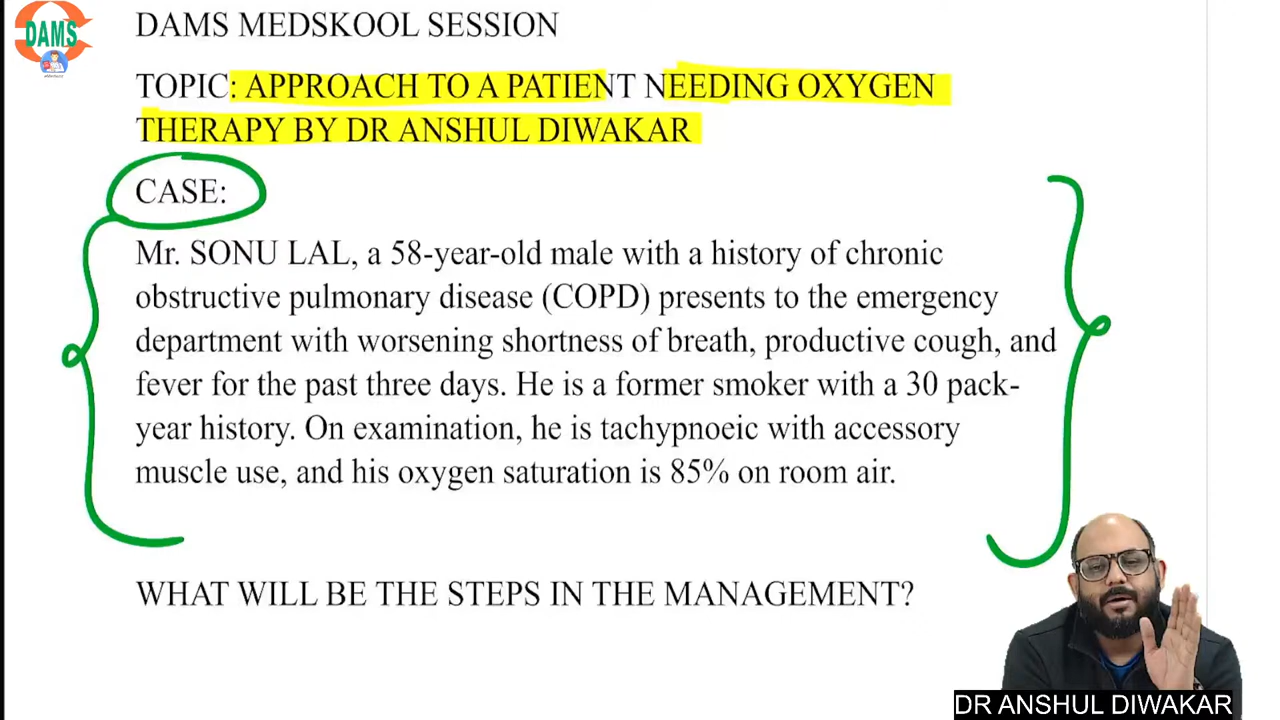 DAMS
DAMS MEDSKOOL SESSION
TOPIC: APPROACH TO A PATIENT NEEDING OXYGEN
THERAPY BY DR ANSHUL DIWAKAR
CASE:
Mr. SONU LAL, a 58-year-old male with a history of chronic
obstructive pulmonary disease (COPD) presents to the emergency
department with worsening shortness of breath, productive cough, and
fever for the past three days. He is a former smoker with a 30 pack-
year history. On examination, he is tachypnoeic with accessory
muscle use, and his oxygen saturation is 85% on room air.
WHAT WILL BE THE STEPS IN THE MANAGEMENT?
DR ANSHUL DIWAKAR